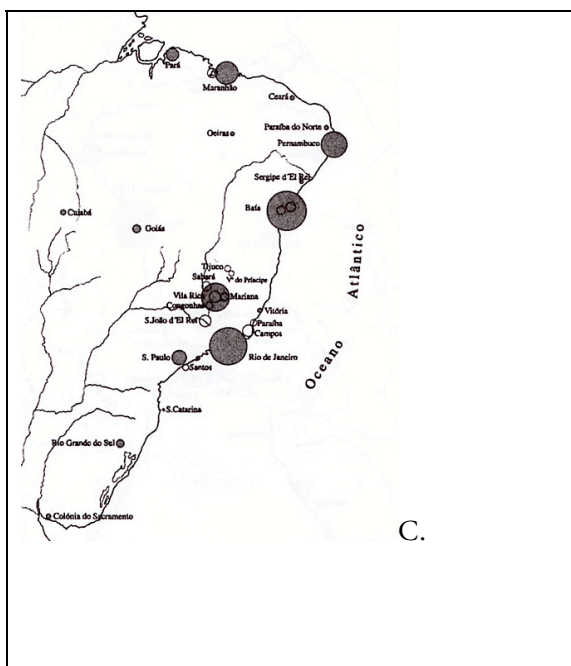 Pará
Maranhão
Ceará
Oeiras
Paraíba do Norte
Pernambuco
Sergipe d'El Rei
Baía
Cuiabá
Goiás
Atlântico
Tijuco
Sabará
Vª do Príncipe
Vila Rica
Mariana
Congonhas
Vitória
S.João d'El Rei
Paraíba
Campos
S. Paulo
Rio de Janeiro
Santos
Oceano
S.Catarina
Rio Grande do Sul
Colónia do Sacramento
C.